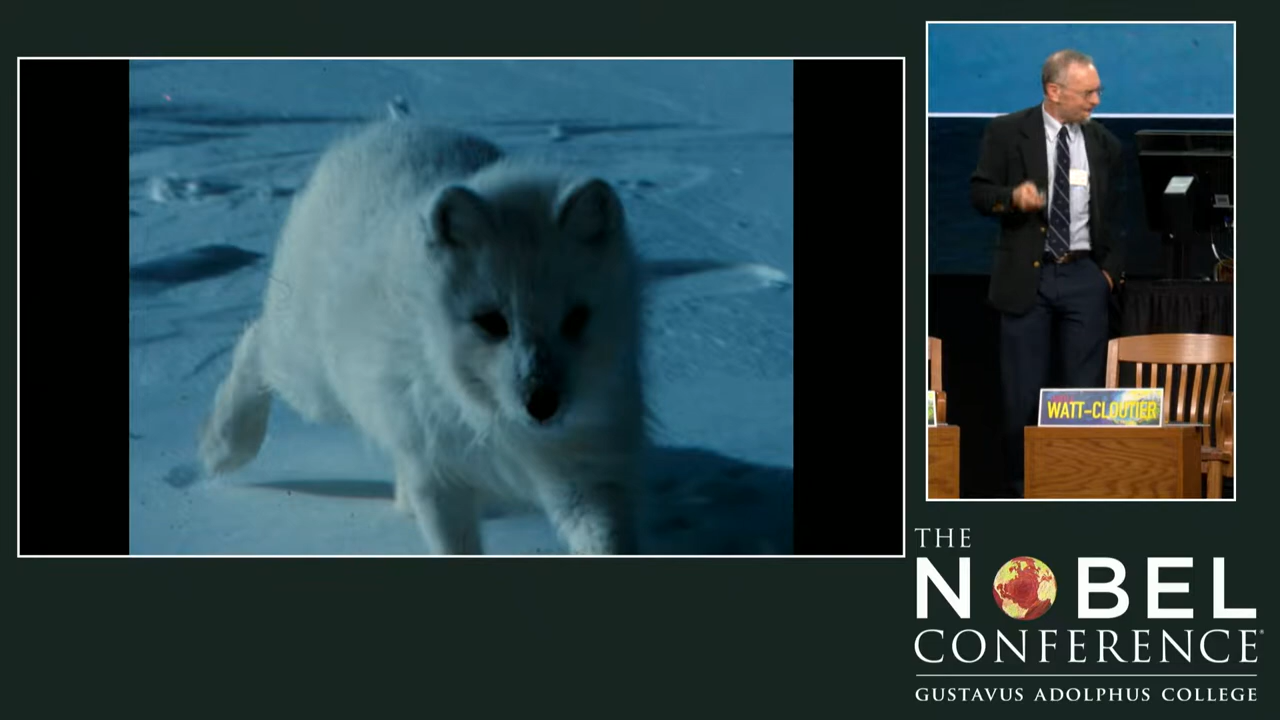 WATT-CLOUTIER
THE
NOBEL
CONFERENCE®
GUSTAVUS ADOLPHUS COLLEGE